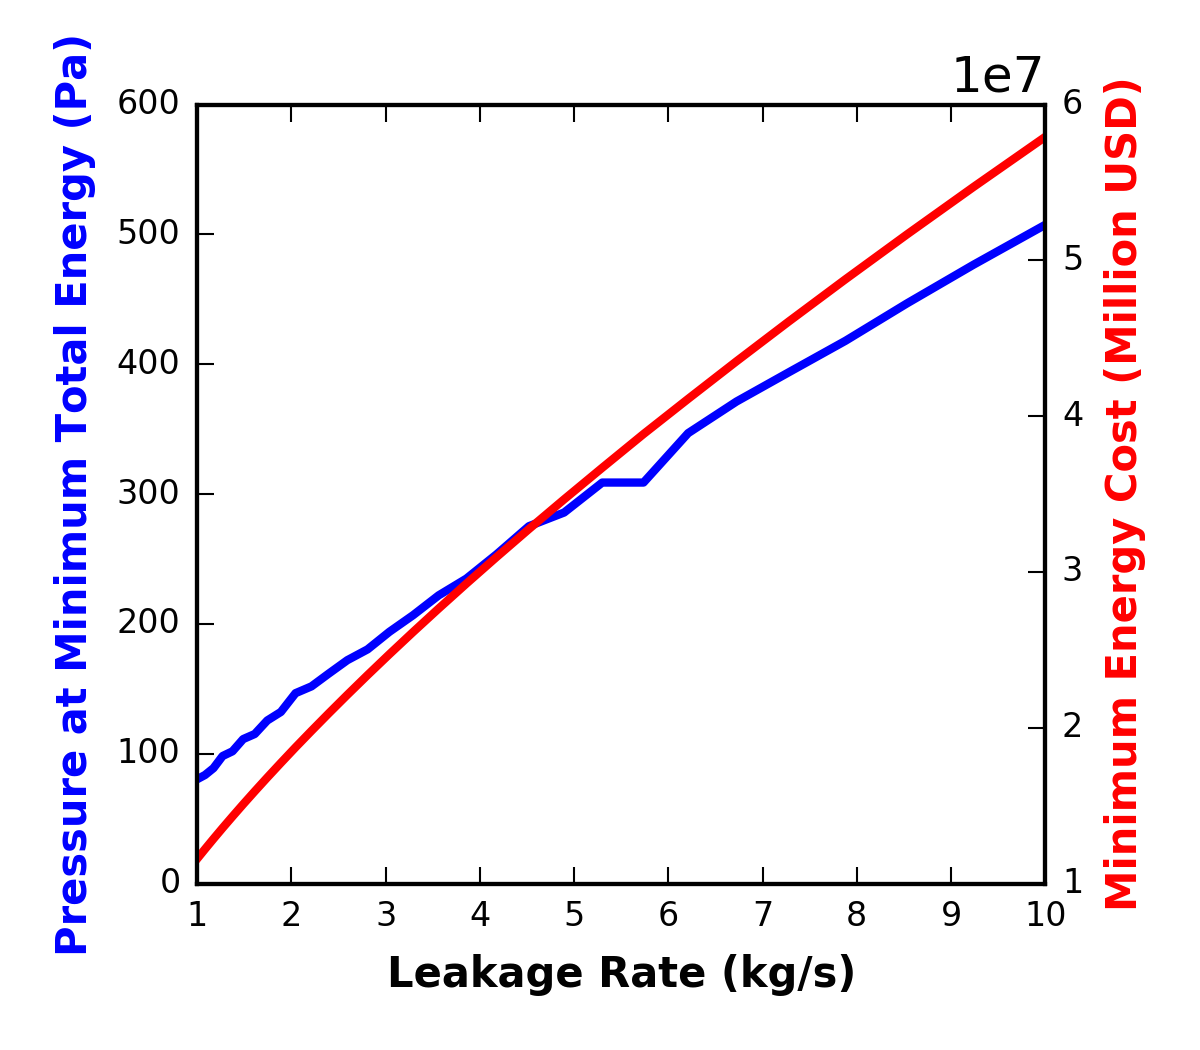 1e7
Pressure at Minimum Total Energy (Pa)
600
500
400
300
200
100
0
6
5
4
3
2
1
Minimum Energy Cost (Million USD)
1 2 3 4 5 6 7 8 9 10
Leakage Rate (kg/s)